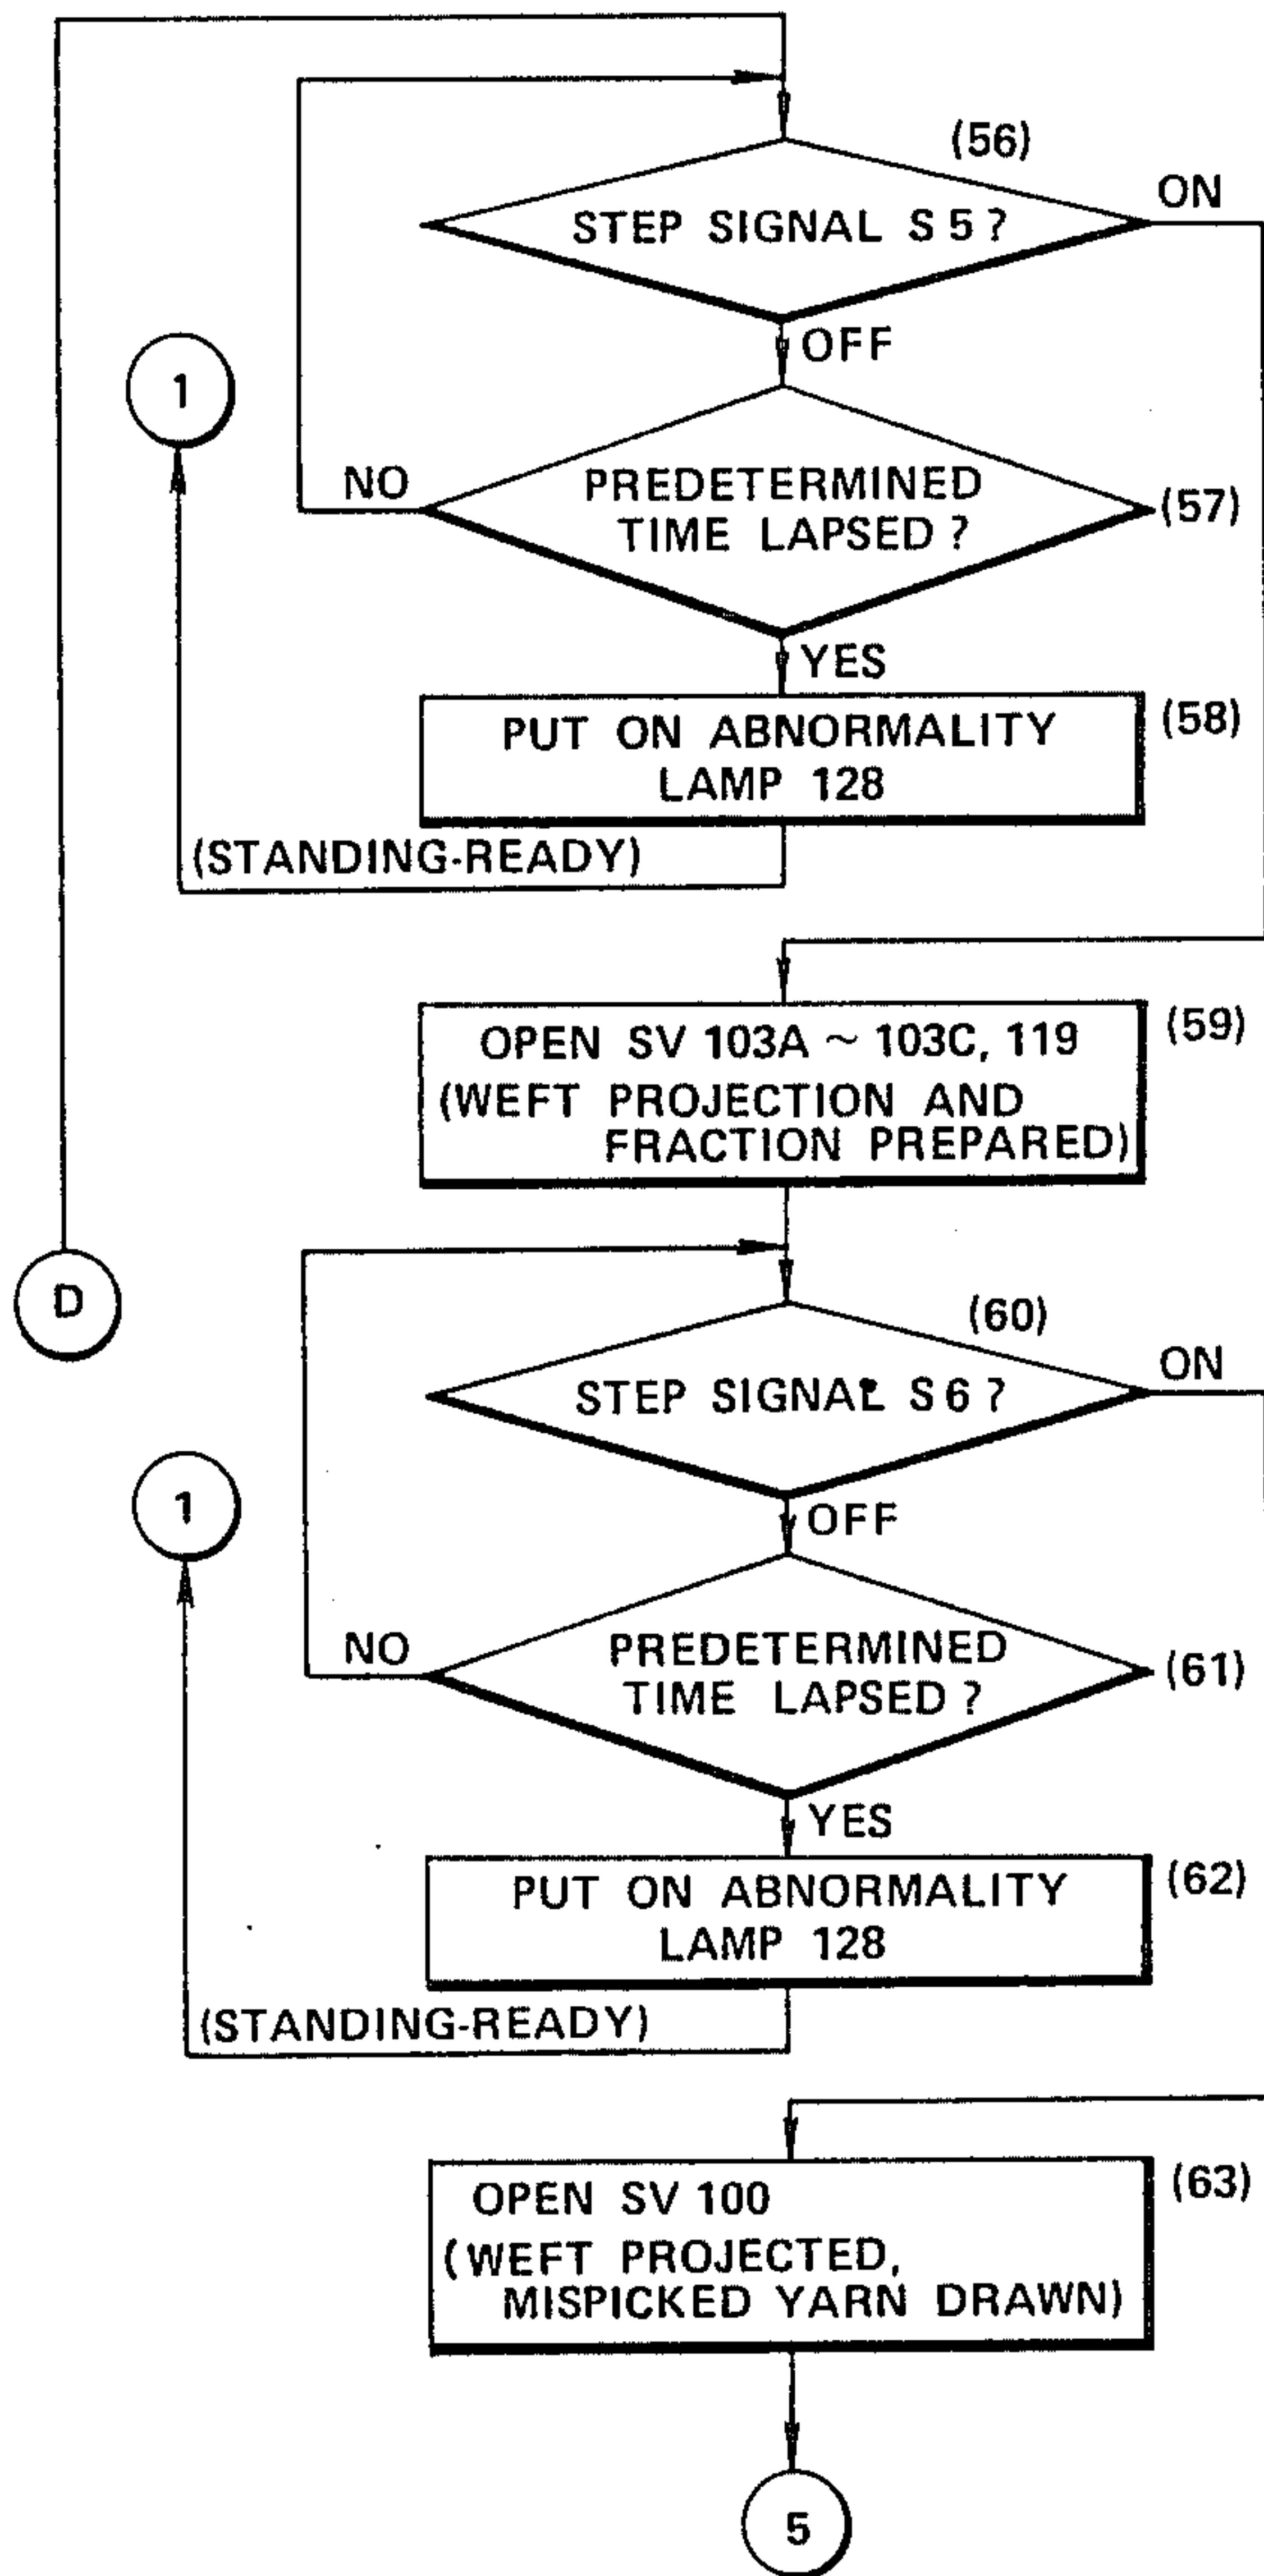 (56)
STEP SIGNAL S5?
ON
OFF
1
NO
PREDETERMINED
TIME LAPSED?
(57)
YES
PUT ON ABNORMALITY
LAMP 128
(58)
(STANDING-READY)
OPEN SV 103A ~ 103C, 119
(WEFT PROJECTION AND
FRACTION PREPARED)
(59)
D
(60)
STEP SIGNAL S6?
ON
OFF
1
NO
PREDETERMINED
TIME LAPSED?
(61)
YES
PUT ON ABNORMALITY
LAMP 128
(62)
(STANDING-READY)
OPEN SV 100
(WEFT PROJECTED,
MISPICKED YARN DRAWN)
(63)
5